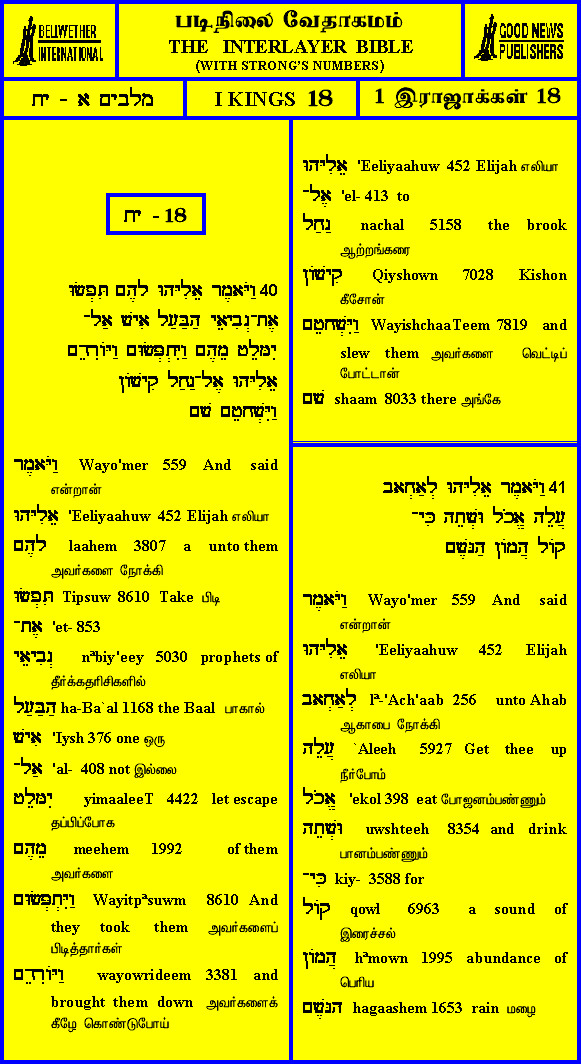 BELLWETHER
INTERNATIONAL
படிநிலை வேதாகமம்
THE INTERLAYER BIBLE
(WITH STRONG'S NUMBERS)
GOOD NEWS
PUBLISHERS
מלכים א - יח
I KINGS 18
1 இராஜாக்கள் 18
18 - יח
40 וַיֹּאמֶר אֵלִיָּהוּ לָהֶם תִּפְשׂוּ
אֶת־נְבִיאֵי הַבַּעַל אִישׁ אַל־
יִמָּלֵט מֵהֶם וַיִּתְפְּשׂוּם וַיּוֹרִדֵם
אֵלִיָּהוּ אֶל־נַחַל קִישׁוֹן
וַיִּשְׁחָטֵם שָׁם
וַיֹּאמֶר Wayo'mer 559 And said
என்றான்
אֵלִיָּהוּ 'Eeliyaahuw 452 Elijah எலியா
לָהֶם laahem 3807 a unto them
அவர்களை நோக்கி
תִּפְשׂוּ Tipsuw 8610 Take பிடி
אֶת־ 'et- 853
נְבִיאֵי nªbiy'eey 5030 prophets of
தீர்க்கதரிசிகளில்
הַבַּעַל ha-Ba`al 1168 the Baal பாகால்
אִישׁ 'Iysh 376 one ஒரு
אַל־ 'al- 408 not இல்லை
יִמָּלֵט yimaaleeT 4422 let escape
தப்பிப்போக
מֵהֶם meehem 1992 of them
அவர்களை
וַיִּתְפְּשׂוּם Wayitpªsuwm 8610 And
they took them அவர்களைப்
பிடித்தார்கள்
וַיּוֹרִדֵם wayowrideem 3381 and
brought them down அவர்களைக்
கீழே கொண்டுபோய்
אֵלִיָּהוּ 'Eeliyaahuw 452 Elijah எலியா
אֶל־ 'el- 413 to
נַחַל nachal 5158 the brook
ஆற்றங்கரை
קִישׁוֹן Qiyshown 7028 Kishon
கீசோன்
וַיִּשְׁחָטֵם WayishchaaTeem 7819 and
slew them அவர்களை வெட்டிப்
போட்டான்
שָׁם shaam 8033 there அங்கே
41 וַיֹּאמֶר אֵלִיָּהוּ לְאַחְאָב
עֲלֵה אֱכֹל וּשְׁתֵה כִּי־
קוֹל הֲמוֹן הַגֶּשֶׁם
וַיֹּאמֶר Wayo'mer 559 And said
என்றான்
אֵלִיָּהוּ 'Eeliyaahuw 452 Elijah
எலியா
לְאַחְאָב lª-'Ach'aab 256 unto Ahab
ஆகாபை நோக்கி
עֲלֵה `Aleeh 5927 Get thee up
நீர்போம்
אֱכֹל 'ekol 398 eat போஜனம்பண்ணும்
וּשְׁתֵה uwshteeh 8354 and drink
பானம்பண்ணும்
כִּי־ kiy- 3588 for
קוֹל qowl 6963 a sound of
இரைச்சல்
הֲמוֹן hªmown 1995 abundance of
பெரிய
הַגֶּשֶׁם hagaashem 1653 rain மழை